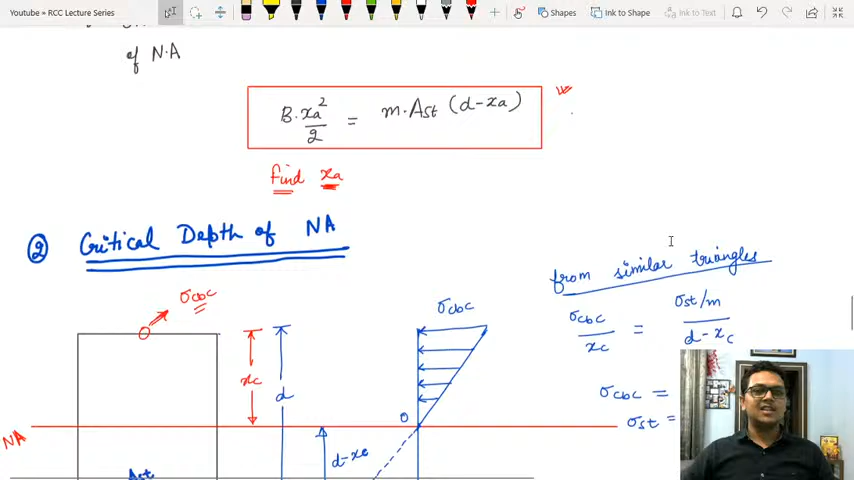 Youtube » RCC Lecture Series
Shapes
Ink to Shape
Ink to Text
of N.A
B.xa²/2 = m.Ast (d-xa)
find xa
② Critical Depth of NA
from similar triangles
σcbc
σcbc
σcbc/xc = σst/m/d-xc
xc
d
σcbc =
σst =
O
NA
d-xc
Ast